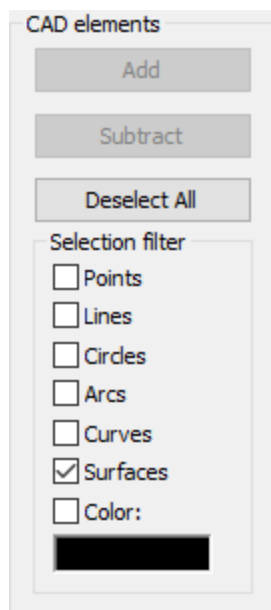 CAD elements
Add
Subtract
Deselect All
Selection filter
Points
Lines
Circles
Arcs
Curves
Surfaces
Color: